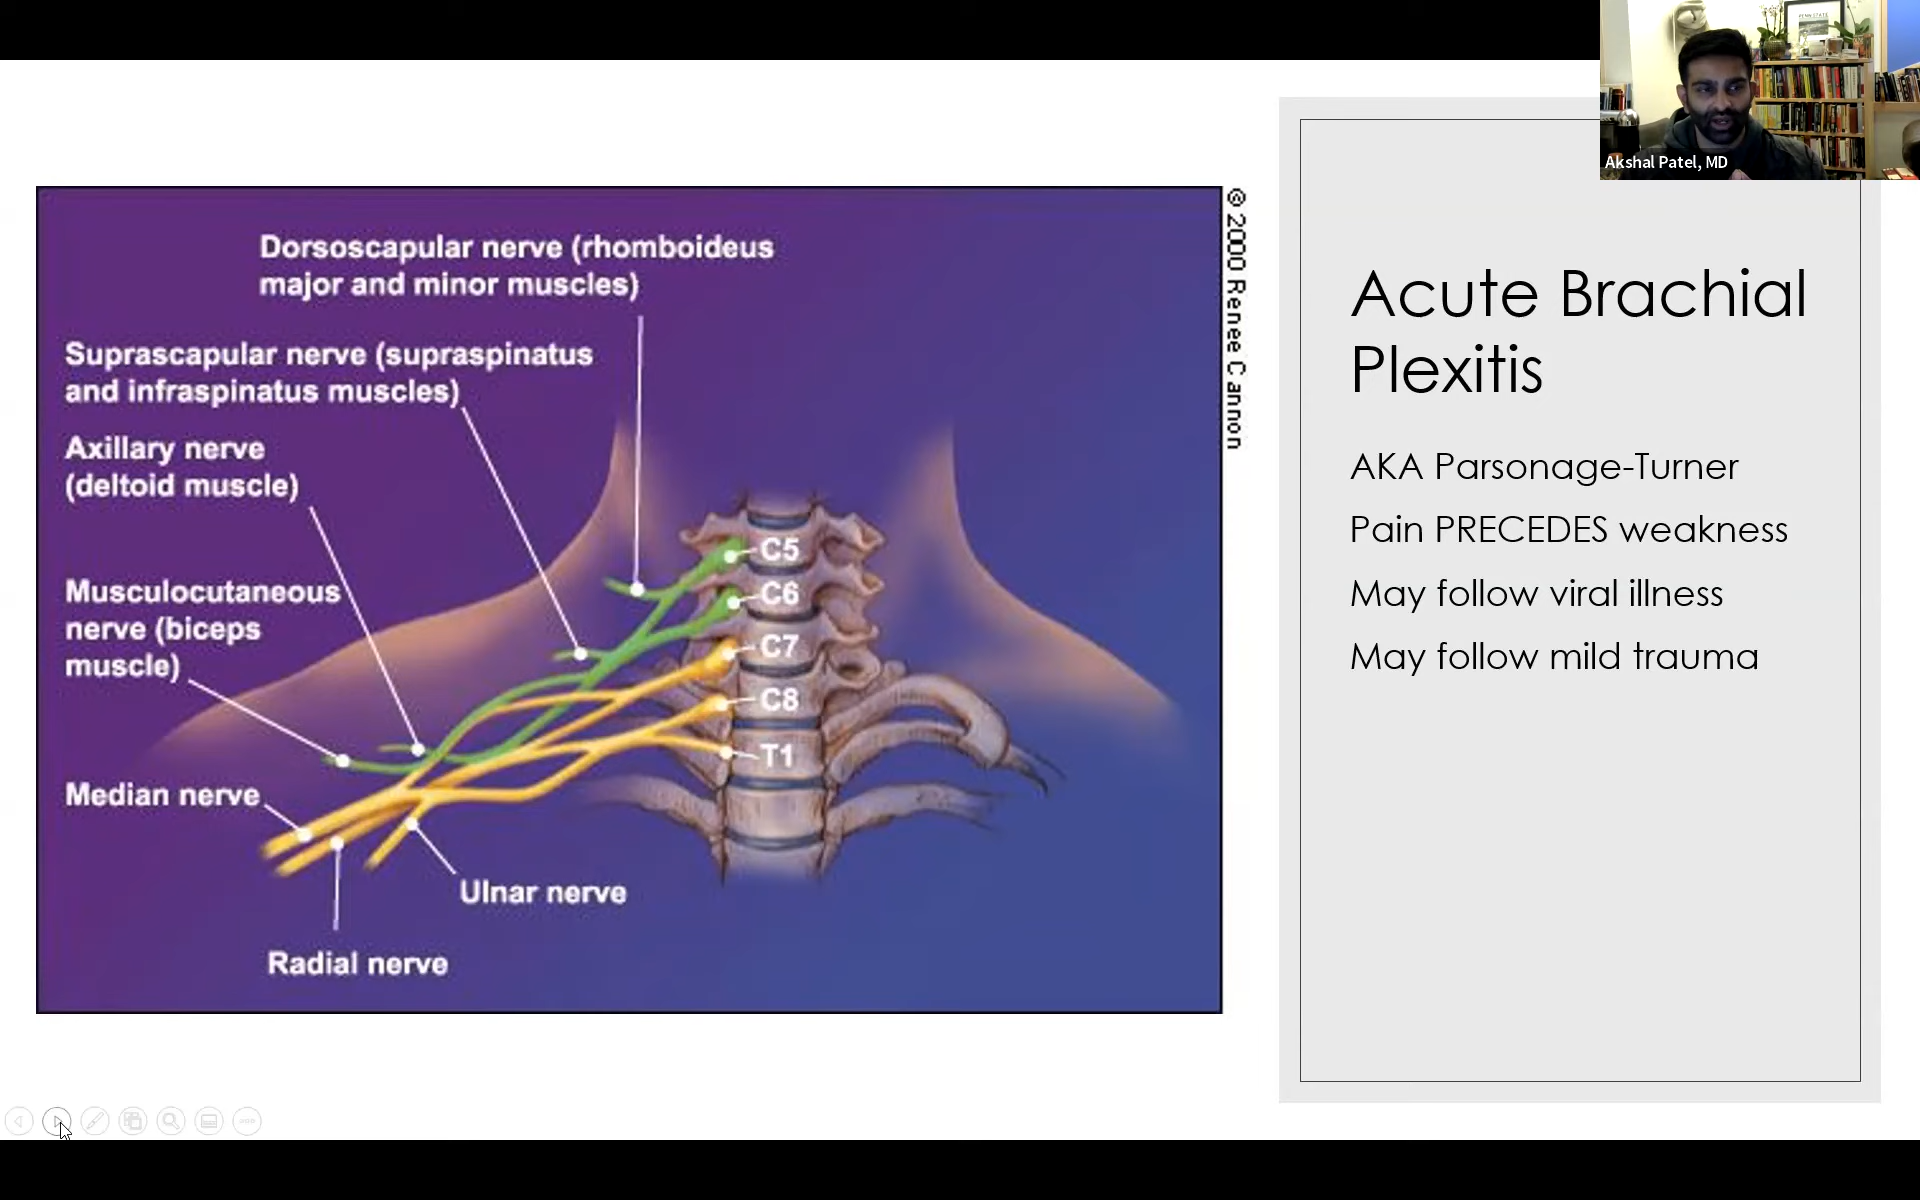 Akshal Patel, MD
Dorsoscapular nerve (rhomboideus
major and minor muscles)
Suprascapular nerve (supraspinatus
and infraspinatus muscles)
Axillary nerve
(deltoid muscle)
Musculocutaneous
nerve (biceps
muscle)
Median nerve
Radial nerve
Ulnar nerve
C5
C6
C7
C8
T1
© 2000 Renee Cannon
Acute Brachial
Plexitis
AKA Parsonage-Turner
Pain PRECEDES weakness
May follow viral illness
May follow mild trauma